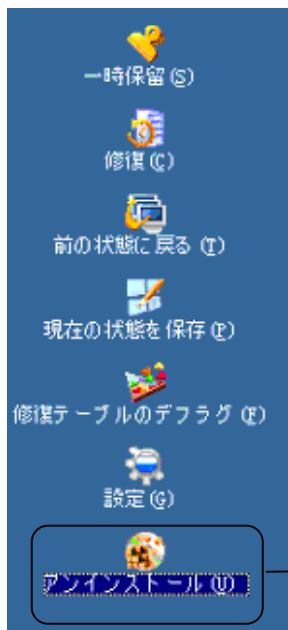 一時保留(S)
修復(C)
前の状態に戻る(T)
現在の状態を保存(P)
修復テーブルのデフラグ(F)
設定(G)
アンインストール(U)